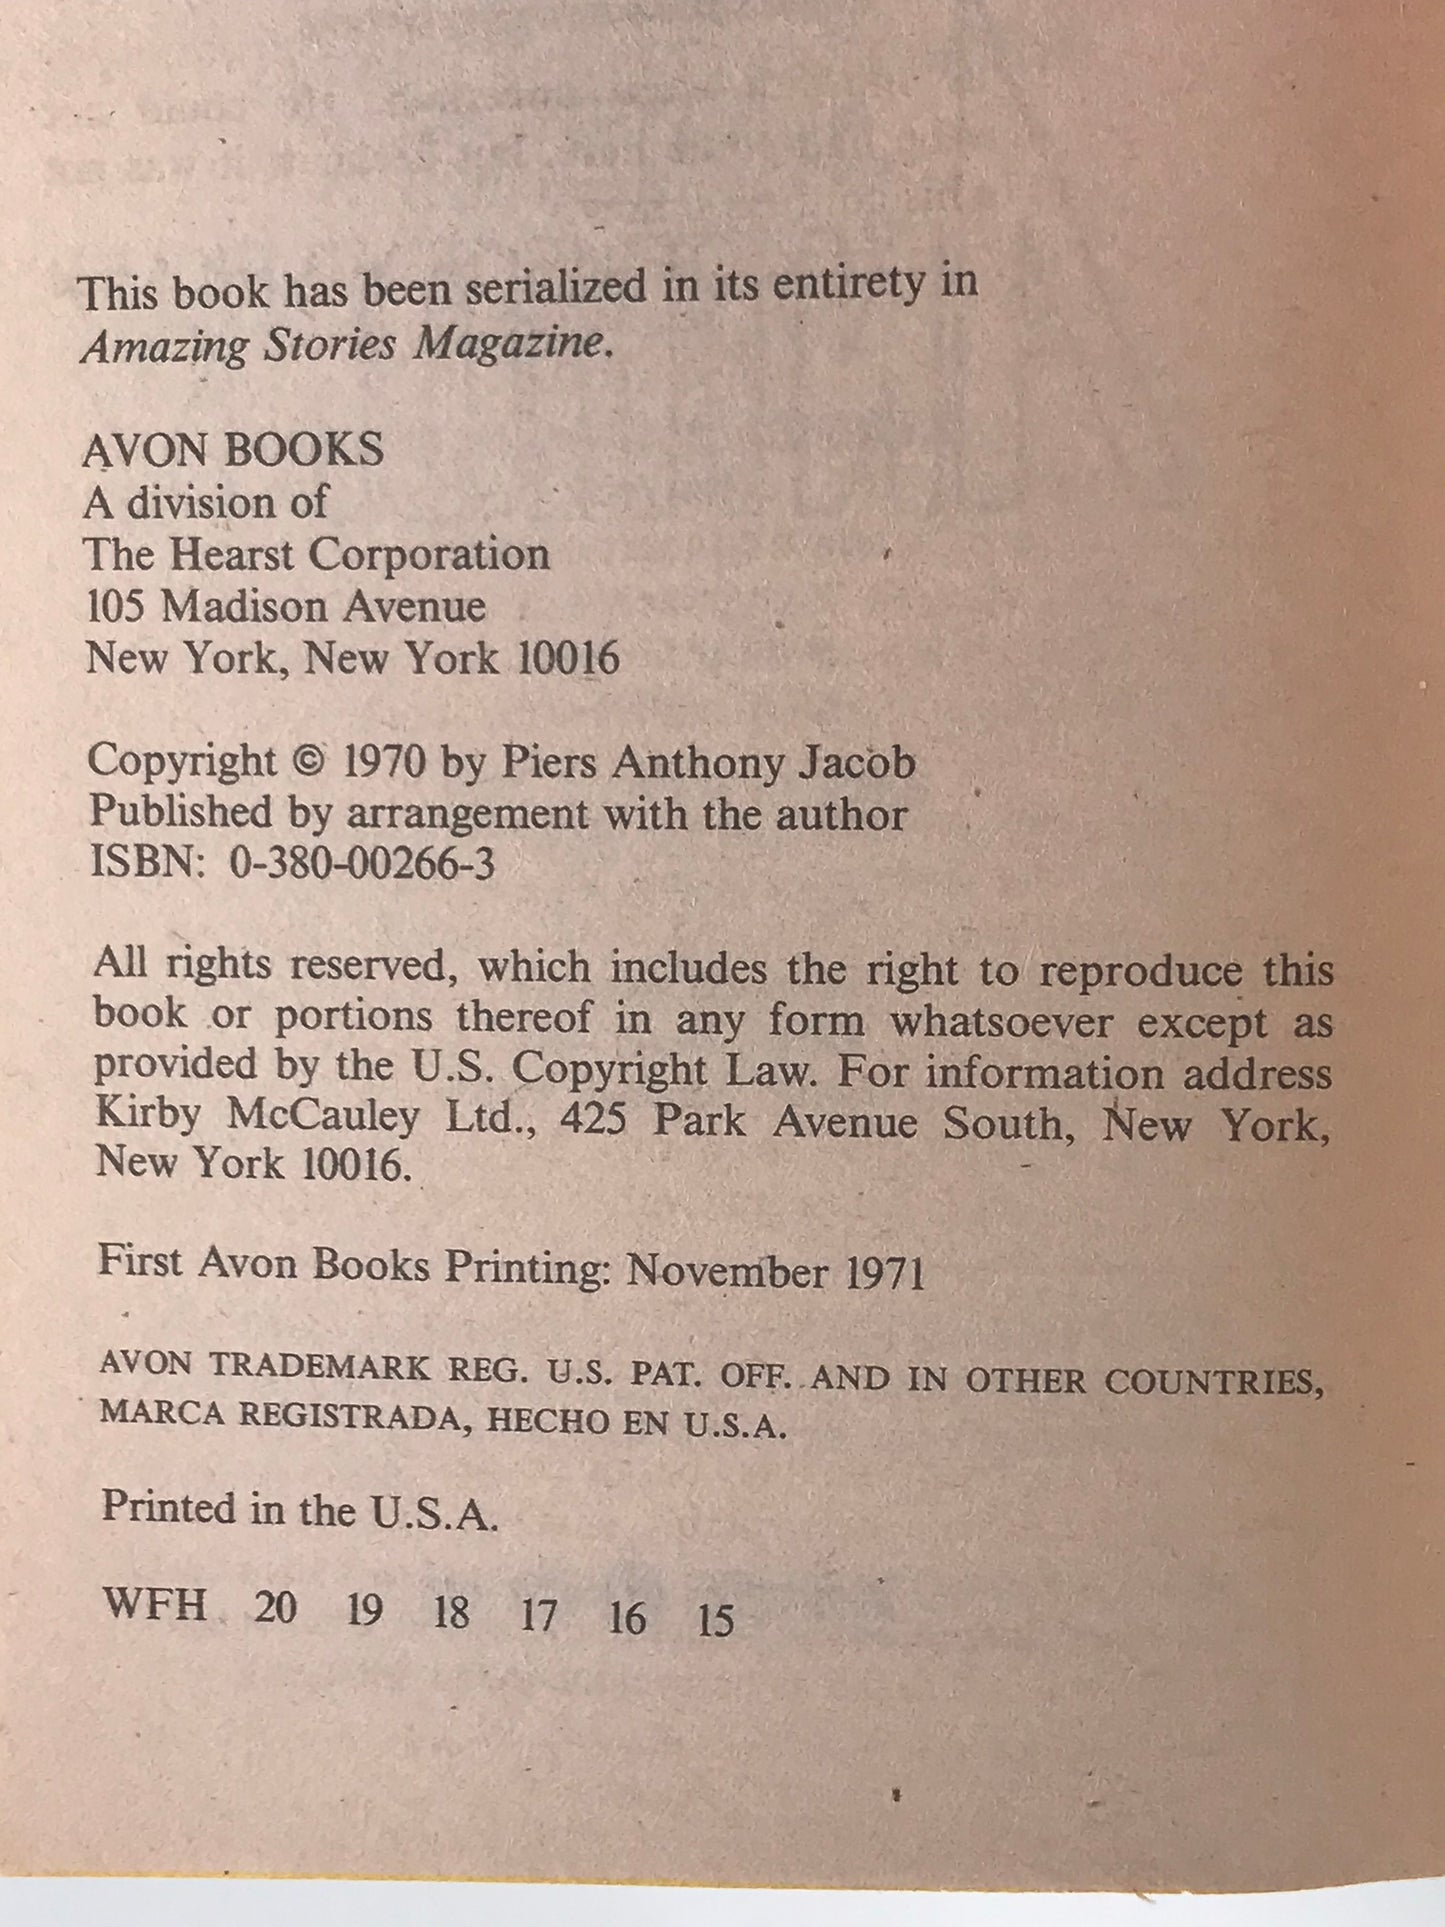 This book has been serialized in its entirety in
Amazing Stories Magazine.
AVON BOOKS
A division of
The Hearst Corporation
105 Madison Avenue
New York, New York 10016
Copyright © 1970 by Piers Anthony Jacob
Published by arrangement with the author
ISBN: 0-380-00266-3
All rights reserved, which includes the right to reproduce this
book or portions thereof in any form whatsoever except as
provided by the U.S. Copyright Law. For information address
Kirby McCauley Ltd., 425 Park Avenue South, New York,
New York 10016.
First Avon Books Printing: November 1971
AVON TRADEMARK REG. U.S. PAT. OFF. AND IN OTHER COUNTRIES,
MARCA REGISTRADA, HECHO EN U.S.A.
Printed in the U.S.A.
WFH 20 19 18 17 16 15